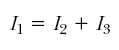 I₁ = I₂ + I₃